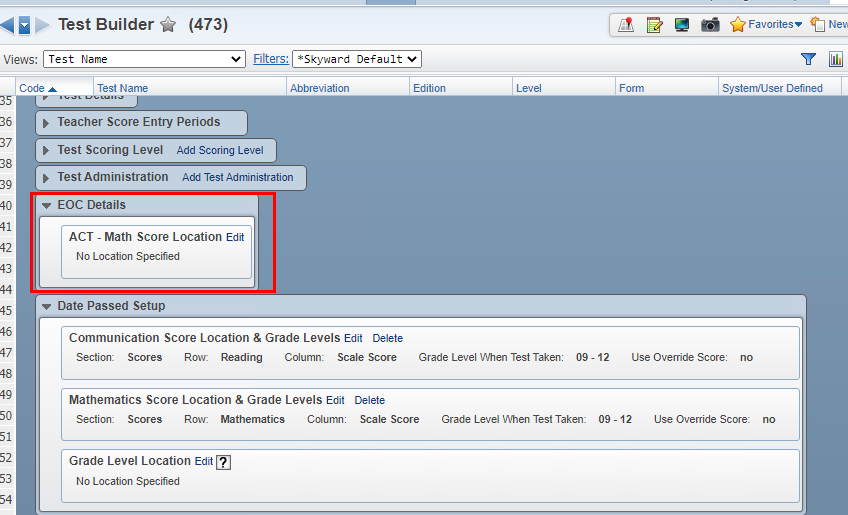 Test Builder (473)
Favorites New
Views: Test Name Filters: *Skyward Default
Code Test Name Abbreviation Edition Level Form System/User Defined
35 Test Details
36 Teacher Score Entry Periods
37 Test Scoring Level Add Scoring Level
38
39 Test Administration Add Test Administration
40 EOC Details
41
42 ACT - Math Score Location Edit
43 No Location Specified
44
45 Date Passed Setup
46 Communication Score Location & Grade Levels Edit Delete
47 Section: Scores Row: Reading Column: Scale Score Grade Level When Test Taken: 09 - 12 Use Override Score: no
48
49 Mathematics Score Location & Grade Levels Edit Delete
50 Section: Scores Row: Mathematics Column: Scale Score Grade Level When Test Taken: 09 - 12 Use Override Score: no
51
52 Grade Level Location Edit ?
53 No Location Specified
54